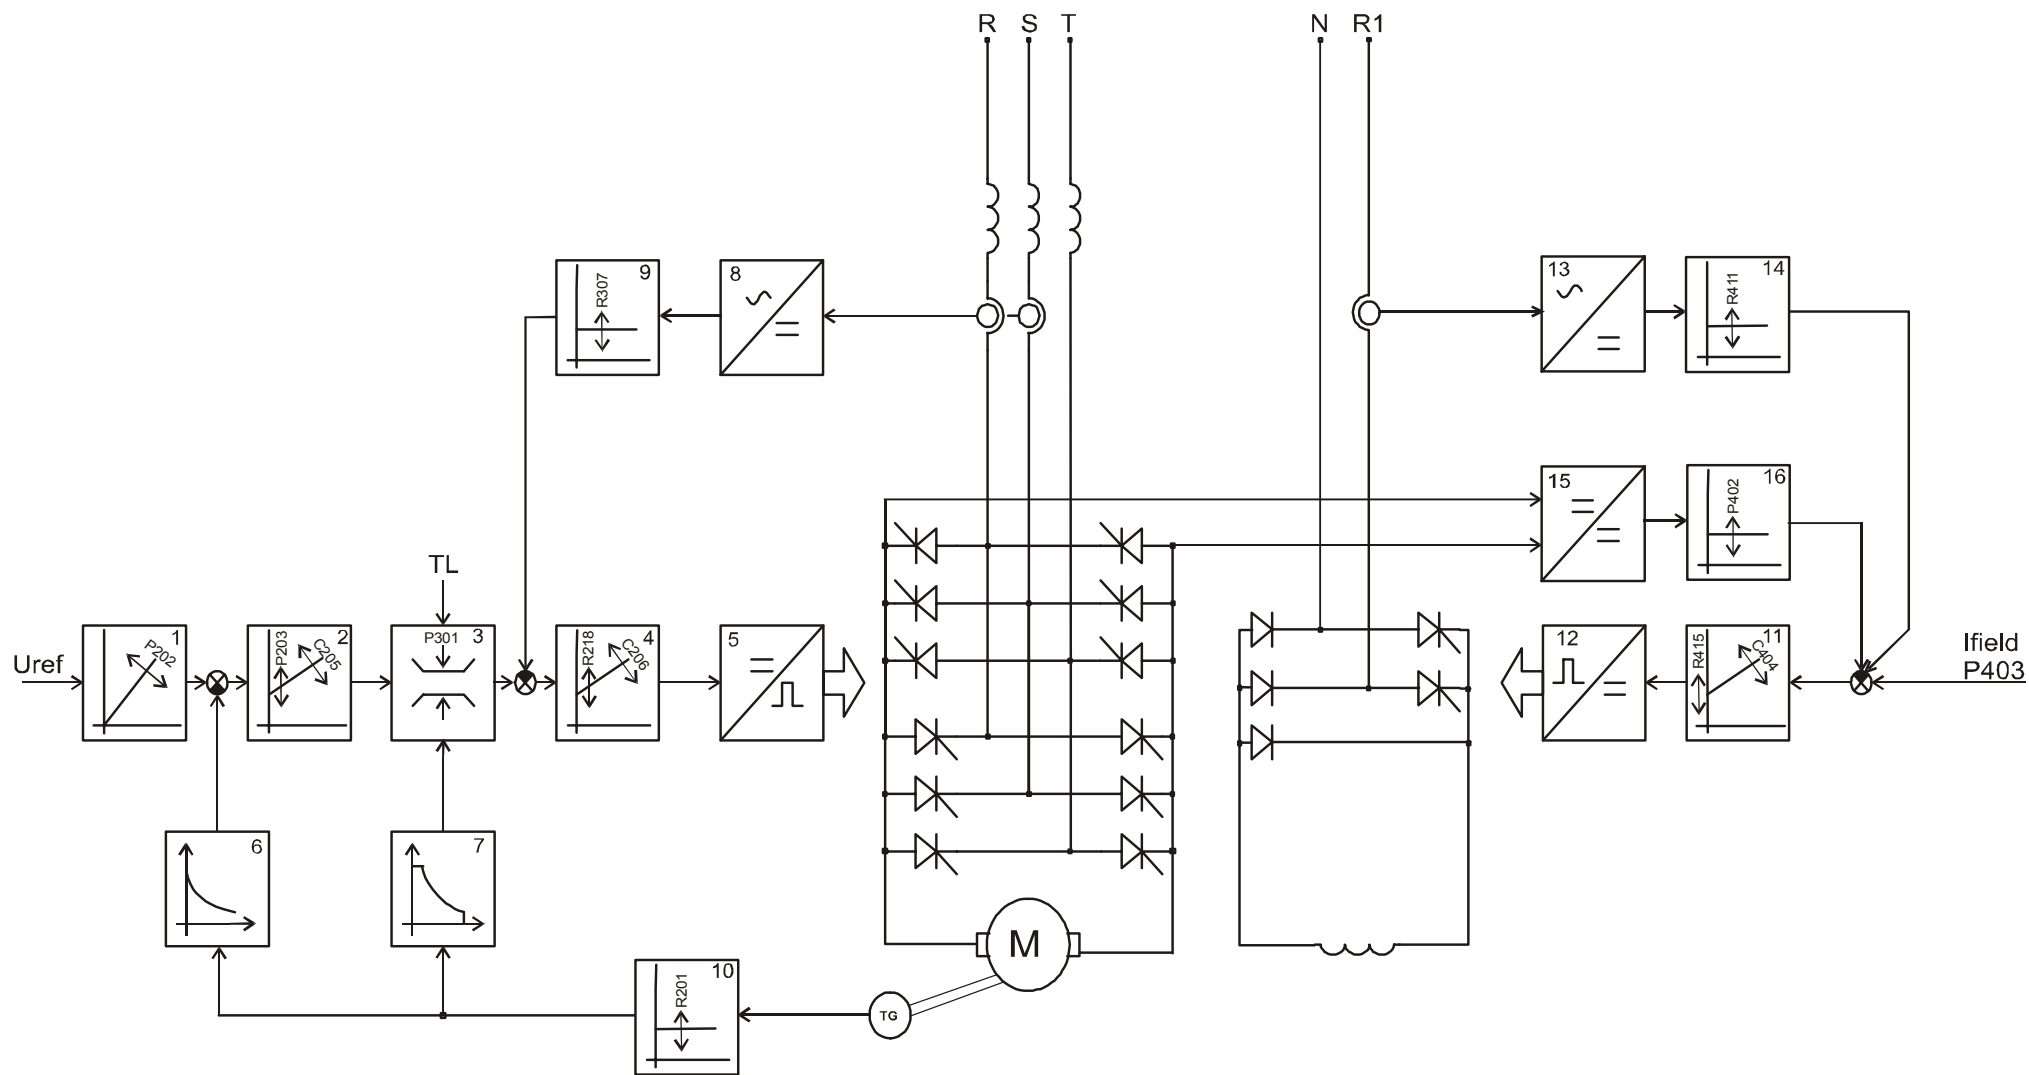 R S T N R1
9
R307
8
13
14
R411
15
16
P402
TL
Uref
1
P202
2
P203
C205
3
P301
4
R218
C206
5
12
11
R415
C404
Ifield
P403
6
7
M
10
R201
TG